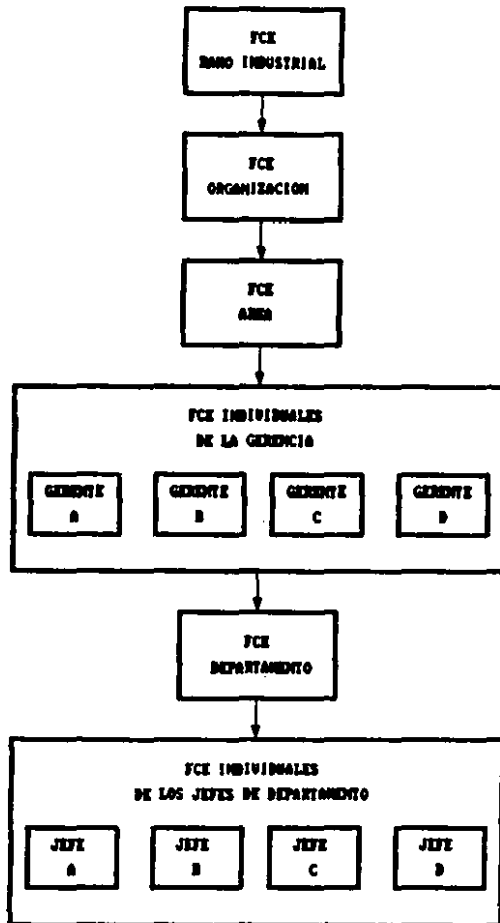 FCE
RAMO INDUSTRIAL
FCE
ORGANIZACION
FCE
AREA
FCE INDIVIDUALES
DE LA GERENCIA
GERENTE GERENTE GERENTE GERENTE
A B C D
FCE
DEPARTAMENTO
FCE INDIVIDUALES
DE LOS JEFES DE DEPARTAMENTO
JEFE JEFE JEFE JEFE
A B C D